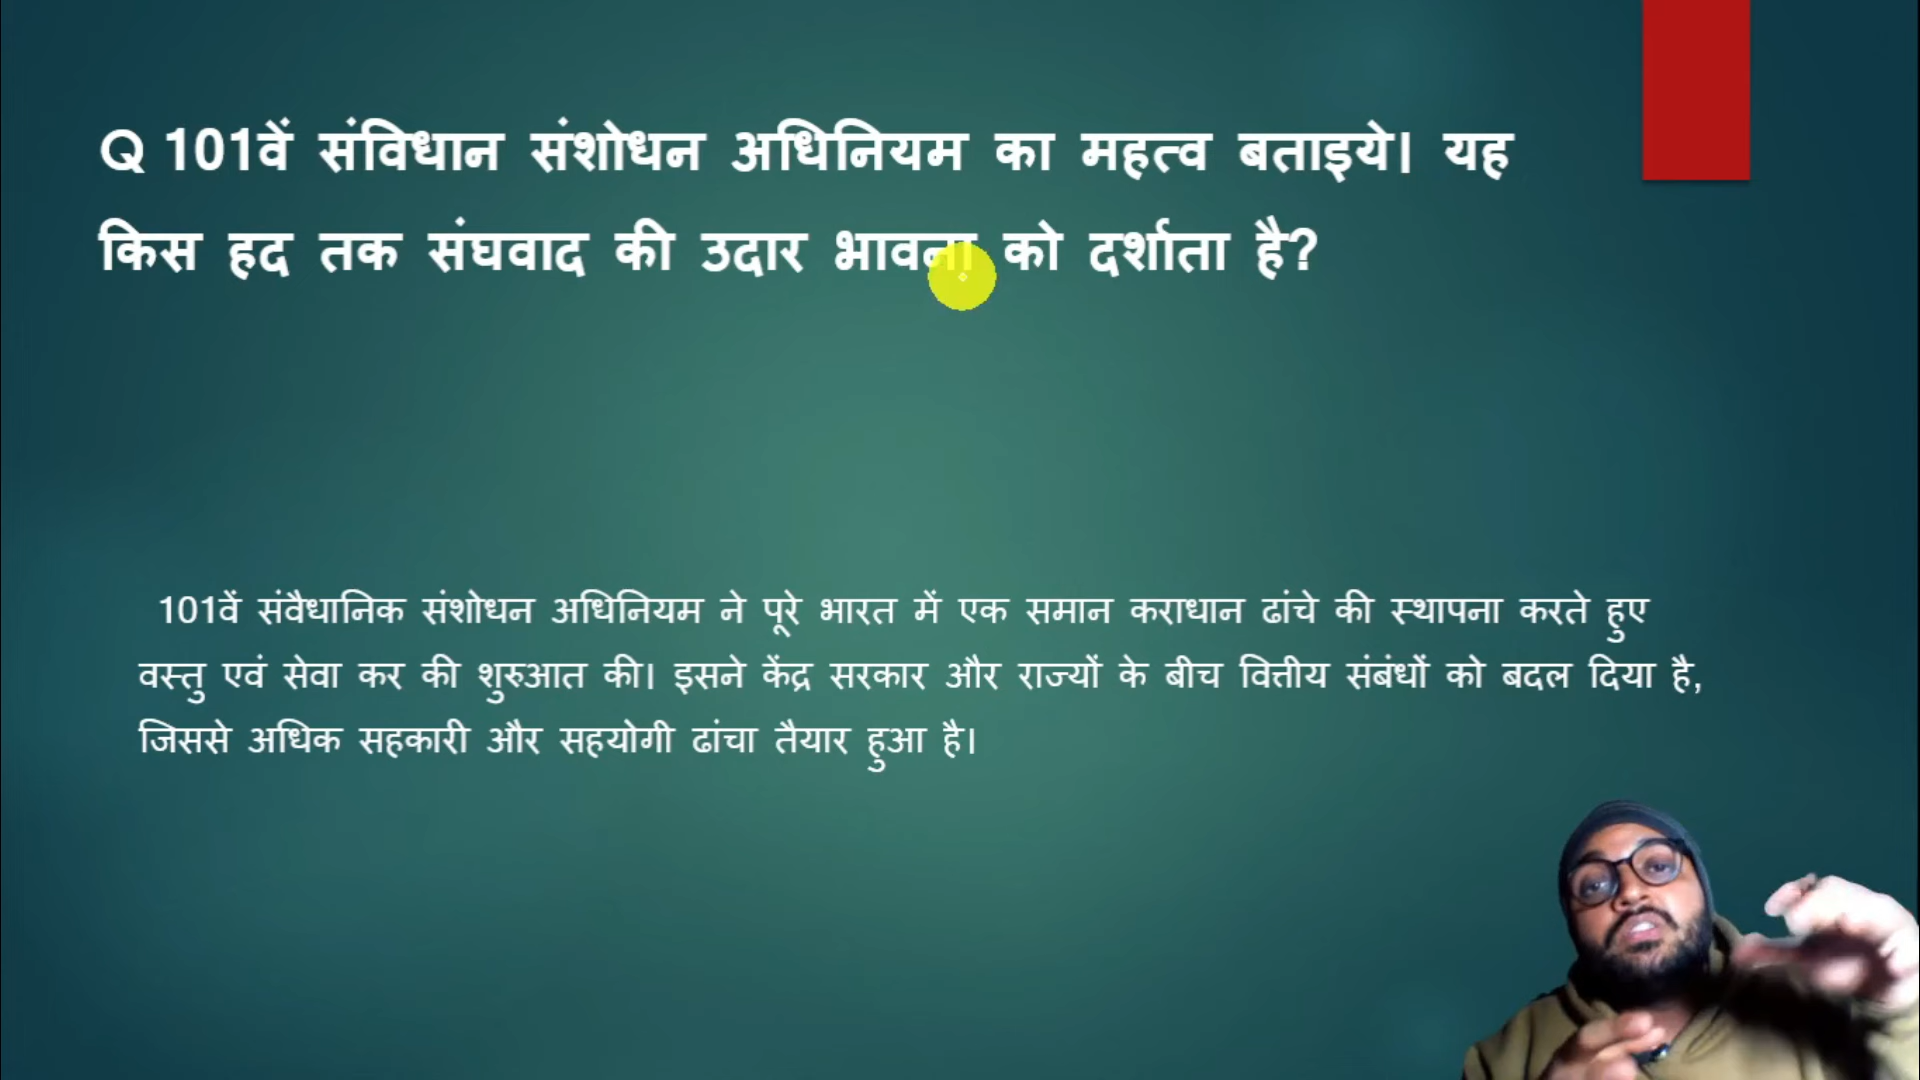 Q 101वें संविधान संशोधन अधिनियम का महत्व बताइये। यह
किस हद तक संघवाद की उदार भावना को दर्शाता है?
101वें संवैधानिक संशोधन अधिनियम ने पूरे भारत में एक समान कराधान ढांचे की स्थापना करते हुए
वस्तु एवं सेवा कर की शुरुआत की। इसने केंद्र सरकार और राज्यों के बीच वित्तीय संबंधों को बदल दिया है,
जिससे अधिक सहकारी और सहयोगी ढांचा तैयार हुआ है।